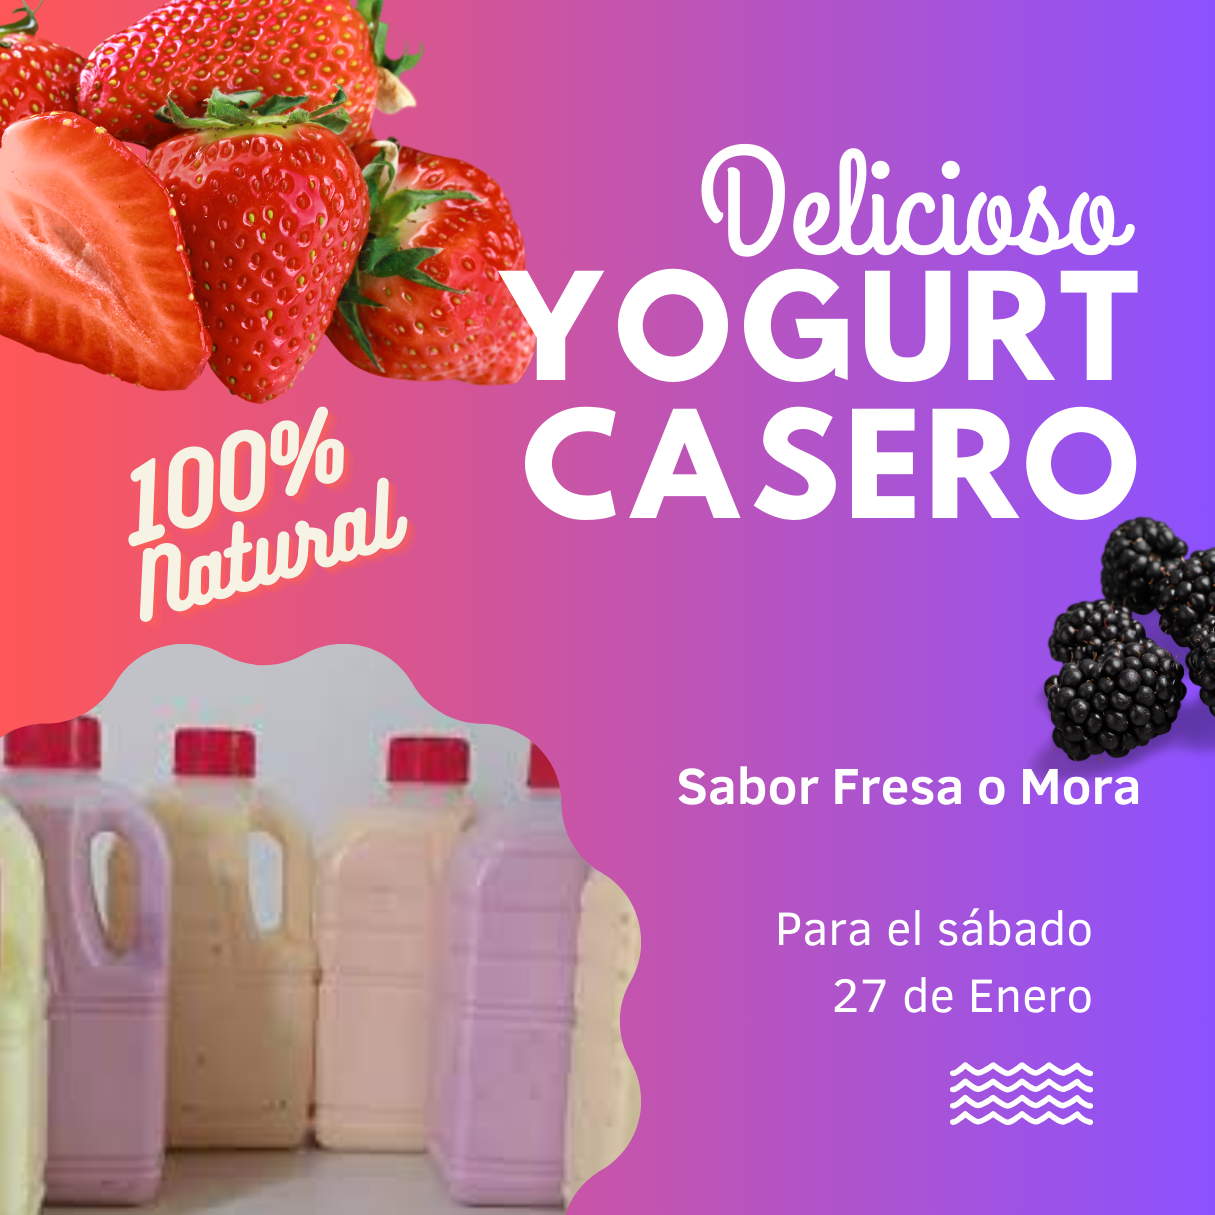 Delicioso
YOGURT
CASERO
100%
Natural
Sabor Fresa o Mora
Para el sábado
27 de Enero